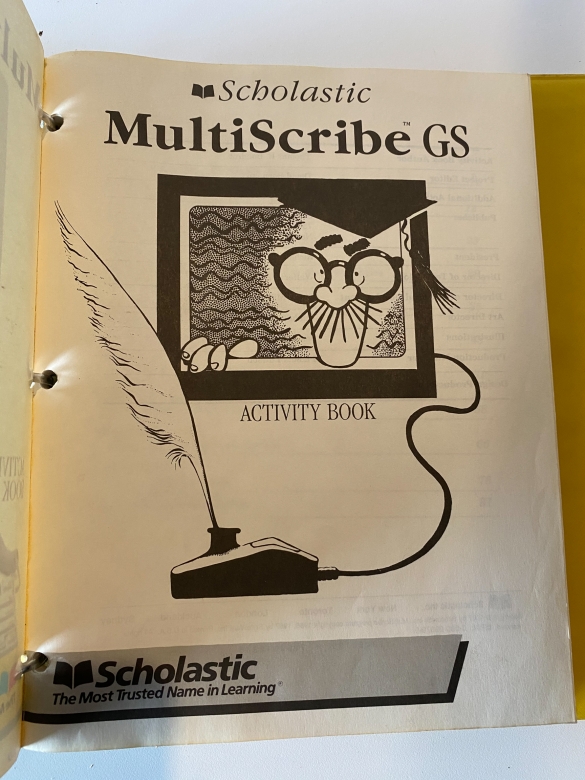 Scholastic
MultiScribe™ GS
ACTIVITY BOOK
Scholastic
The Most Trusted Name in Learning®